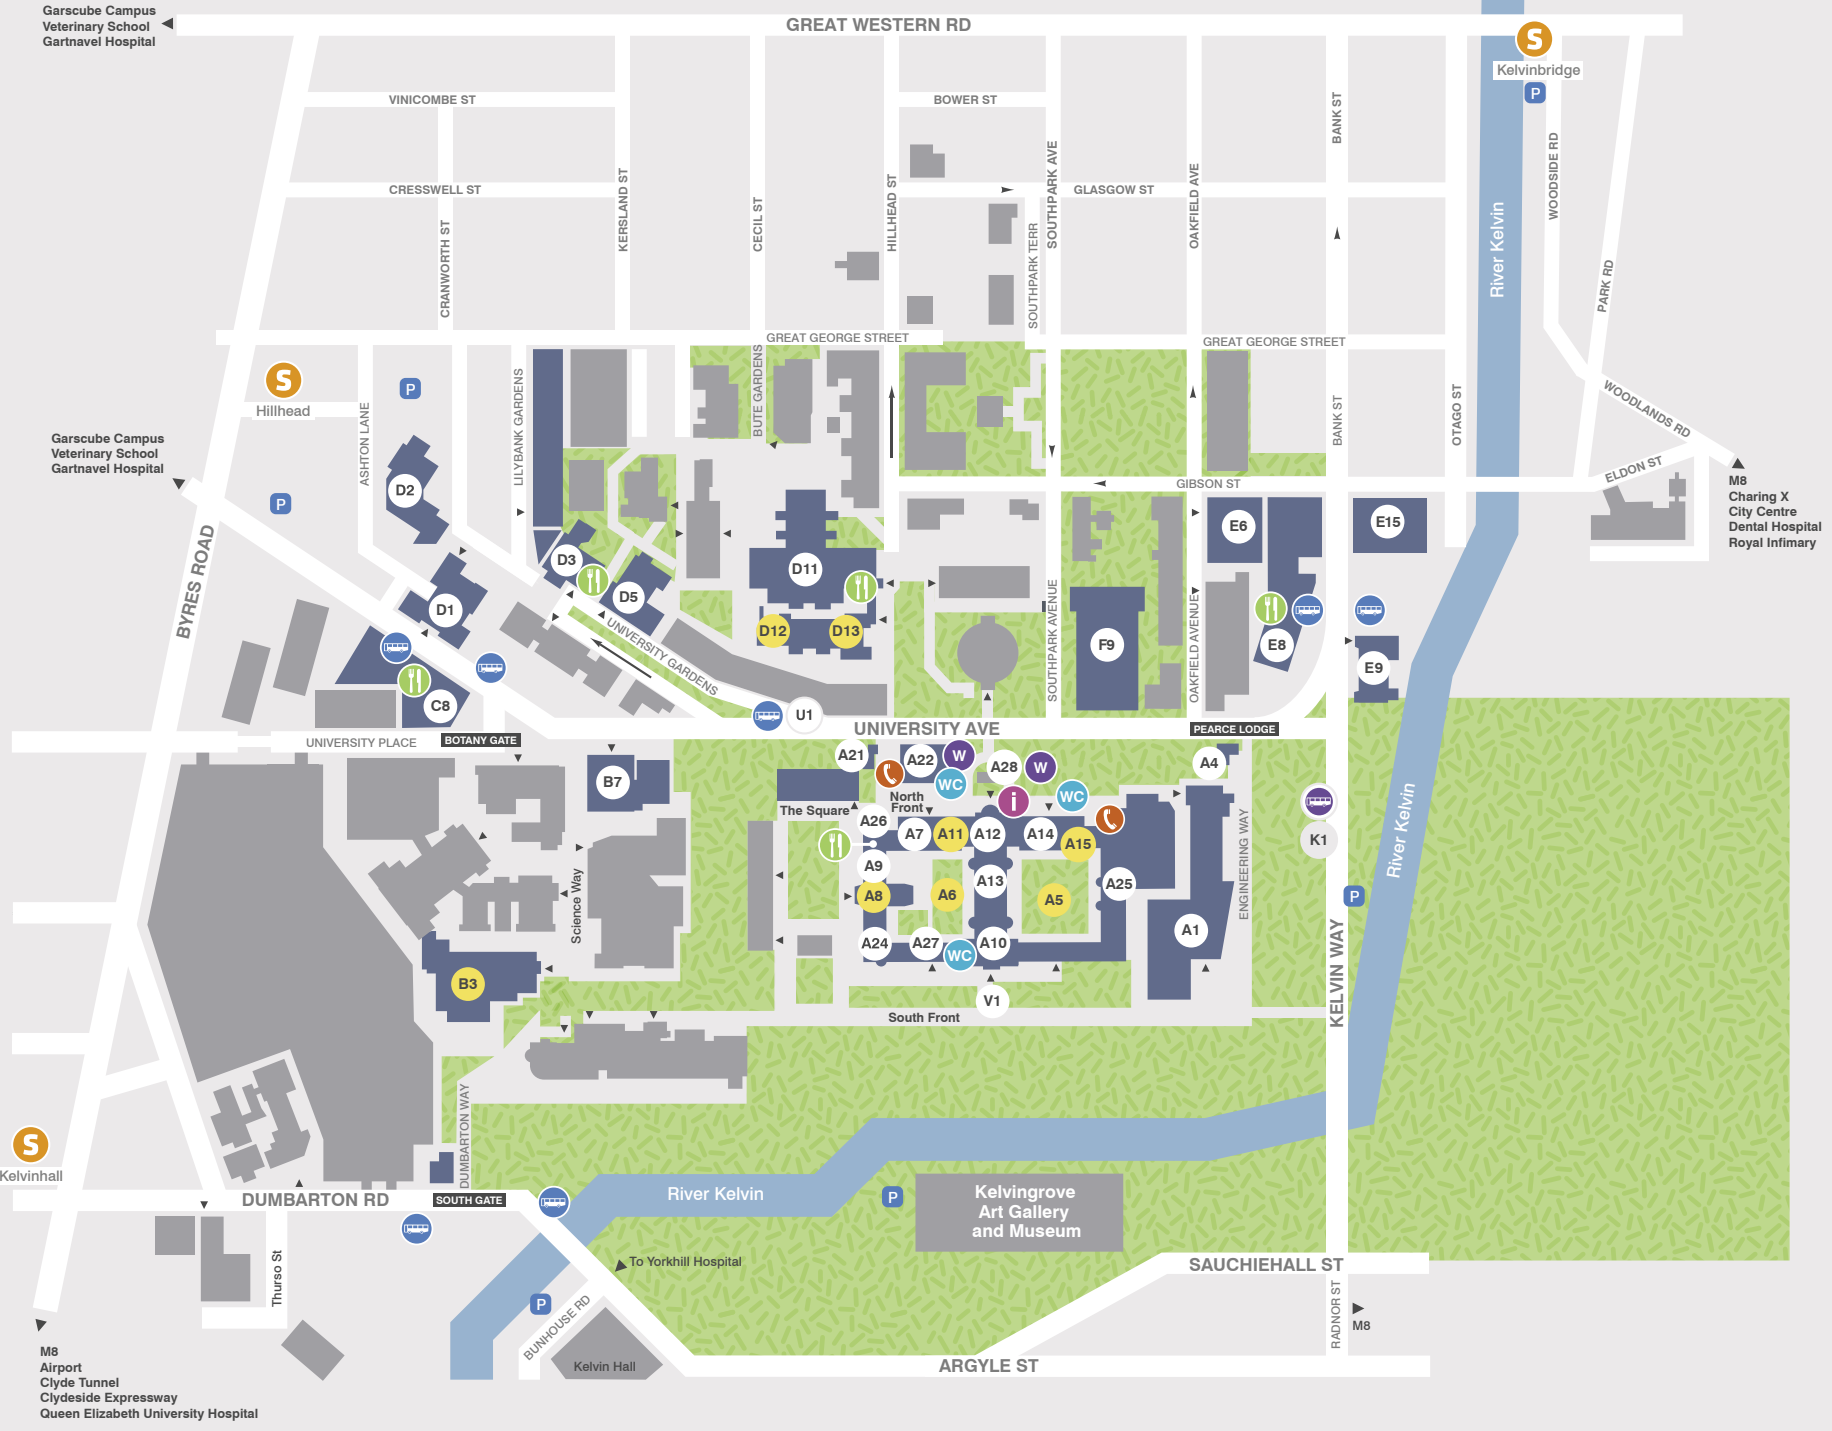 Garscube Campus
Veterinary School
Gartnavel Hospital
GREAT WESTERN RD
S
Kelvinbridge
P
VINICOMBE ST
BOWER ST
BANK ST
WOODSIDE RD
CRESSWELL ST
GLASGOW ST
KERSLAND ST
CECIL ST
HILLHEAD ST
SOUTHPARK AVE
OAKFIELD AVE
CRANWORTH ST
SOUTHPARK TERR
River Kelvin
PARK RD
GREAT GEORGE STREET
GREAT GEORGE STREET
S
Hillhead
P
ASHTON LANE
LILYBANK GARDENS
BUTE GARDENS
BANK ST
OTAGO ST
WOODLANDS RD
Garscube Campus
Veterinary School
Gartnavel Hospital
P
D2
GIBSON ST
ELDON ST
M8
Charing X
City Centre
Dental Hospital
Royal Infimary
BYRES ROAD
D3
D5
D1
D11
D12
D13
E6
E15
E8
E9
F9
C8
UNIVERSITY GARDENS
SOUTHPARK AVENUE
OAKFIELD AVENUE
U1
UNIVERSITY AVE
PEARCE LODGE
UNIVERSITY PLACE
BOTANY GATE
B7
A21
A22
W
A28
W
A4
WC
WC
i
The Square
North
Front
A26
A7
A11
A12
A14
A15
K1
A9
A8
A6
A13
A5
A25
ENGINEERING WAY
River Kelvin
P
Science Way
A24
A27
WC
A10
A1
B3
V1
South Front
KELVIN WAY
DUMBARTON WAY
S
Kelvinhall
DUMBARTON RD
SOUTH GATE
River Kelvin
P
Kelvingrove
Art Gallery
and Museum
Thurso St
To Yorkhill Hospital
SAUCHIEHALL ST
P
BUNHOUSE RD
RADNOR ST
M8
Kelvin Hall
ARGYLE ST
M8
Airport
Clyde Tunnel
Clydeside Expressway
Queen Elizabeth University Hospital